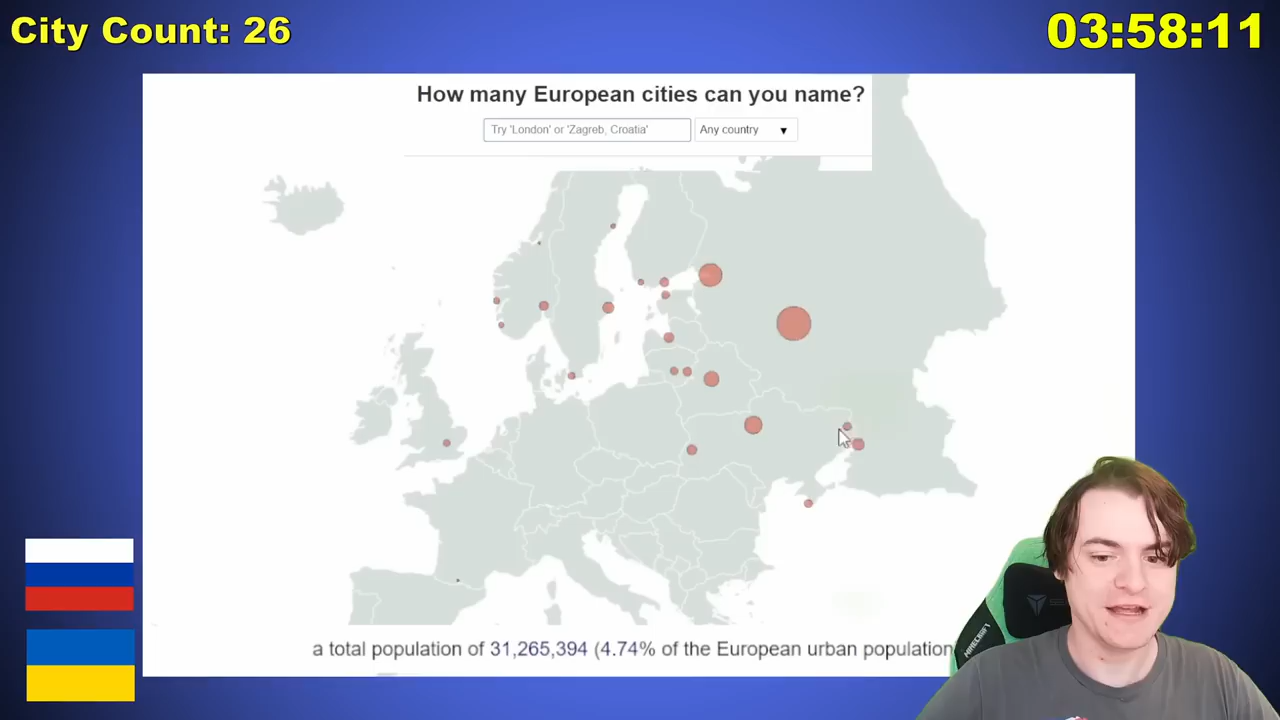 City Count: 26
03:58:11
How many European cities can you name?
Try 'London' or 'Zagreb, Croatia'
Any country
a total population of 31,265,394 (4.74% of the European urban population
MINECRAFT